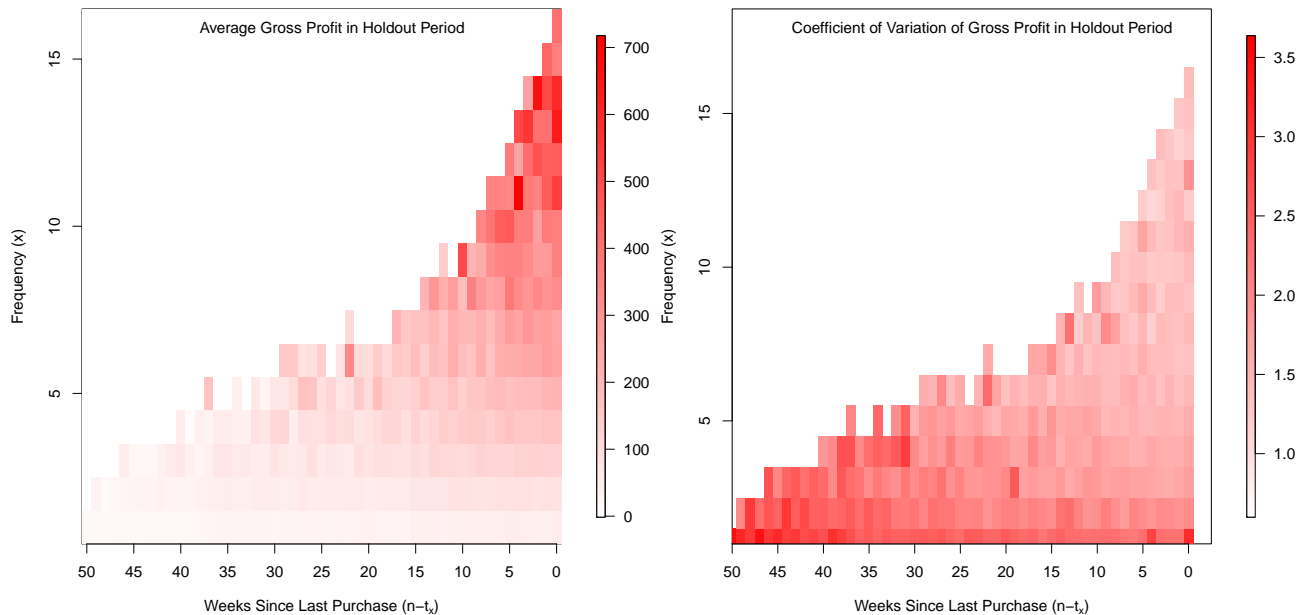 Average Gross Profit in Holdout Period
Frequency (x)
15
10
5
50 45 40 35 30 25 20 15 10 5 0
Weeks Since Last Purchase (n−tx)
700
600
500
400
300
200
100
0
Coefficient of Variation of Gross Profit in Holdout Period
Frequency (x)
15
10
5
50 45 40 35 30 25 20 15 10 5 0
Weeks Since Last Purchase (n−tx)
3.5
3.0
2.5
2.0
1.5
1.0